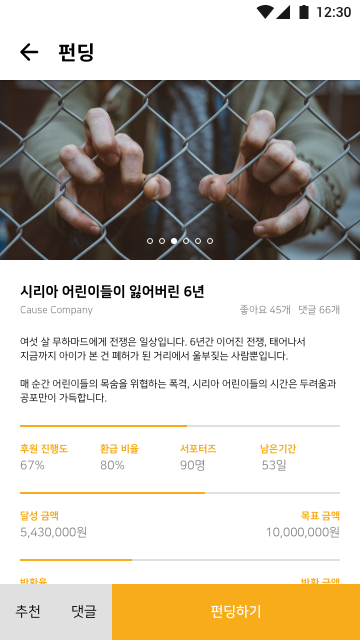 12:30
펀딩
시리아 어린이들이 잃어버린 6년
Cause Company 좋아요 45개 댓글 66개
여섯 살 무하마드에게 전쟁은 일상입니다. 6년간 이어진 전쟁, 태어나서
지금까지 아이가 본 건 폐허가 된 거리에서 울부짖는 사람뿐입니다.
매 순간 어린이들의 목숨을 위협하는 폭격, 시리아 어린이들의 시간은 두려움과
공포만이 가득합니다.
후원 진행도 환급 비율 서포터즈 남은기간
67% 80% 90명 53일
달성 금액 목표 금액
5,430,000원 10,000,000원
반환율 반환 금액
추천 댓글 펀딩하기